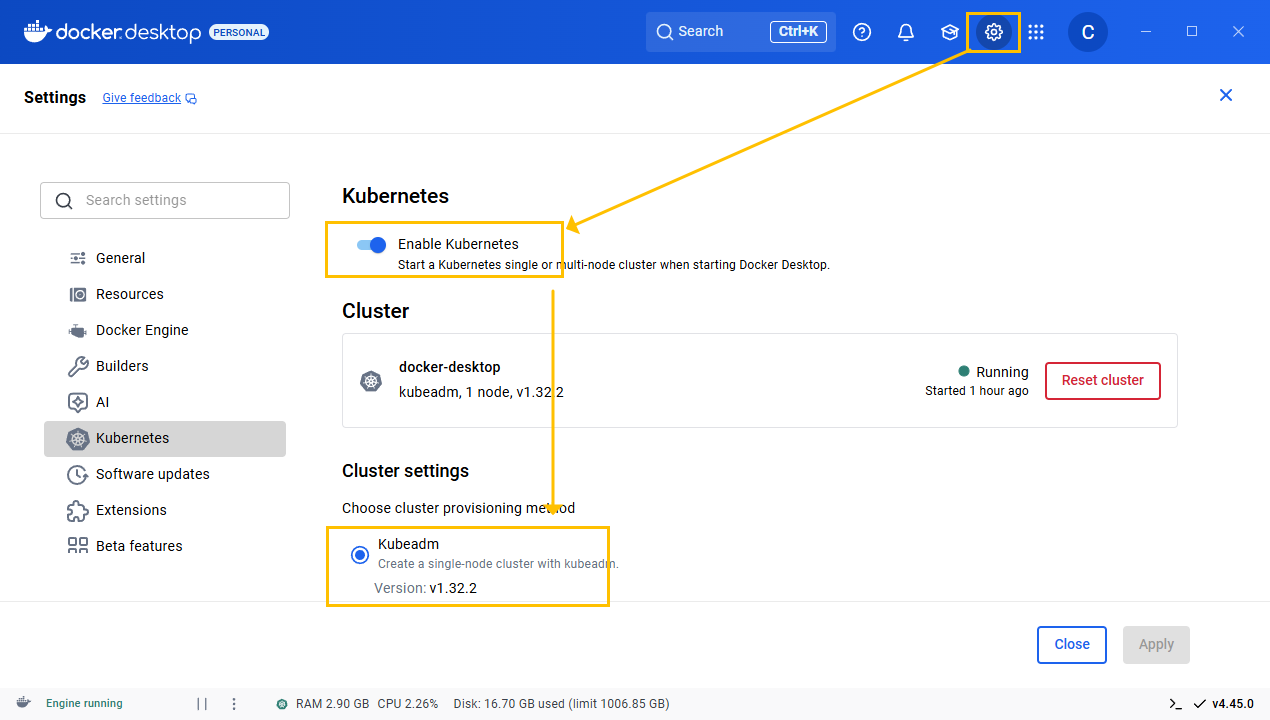 docker.desktop PERSONAL
Search Ctrl+K
C
Settings Give feedback
Search settings
General
Resources
Docker Engine
Builders
AI
Kubernetes
Software updates
Extensions
Beta features
Kubernetes
Enable Kubernetes
Start a Kubernetes single or multi-node cluster when starting Docker Desktop.
Cluster
docker-desktop
kubeadm, 1 node, v1.32.2
Running
Started 1 hour ago
Reset cluster
Cluster settings
Choose cluster provisioning method
Kubeadm
Create a single-node cluster with kubeadm.
Version: v1.32.2
Close Apply
Engine running RAM 2.90 GB CPU 2.26% Disk: 16.70 GB used (limit 1006.85 GB) v4.45.0